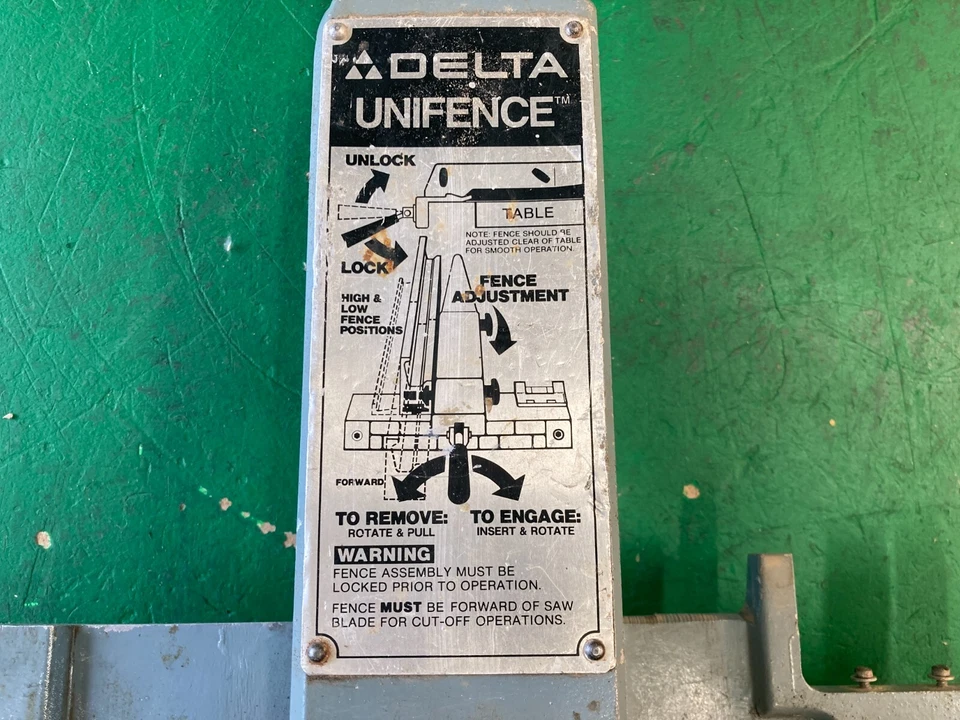 DELTA
UNIFENCE™
UNLOCK
TABLE
NOTE: FENCE SHOULD BE
ADJUSTED CLEAR OF TABLE
FOR SMOOTH OPERATION.
LOCK
FENCE
ADJUSTMENT
HIGH &
LOW
FENCE
POSITIONS
FORWARD
TO REMOVE:
ROTATE & PULL
TO ENGAGE:
INSERT & ROTATE
WARNING
FENCE ASSEMBLY MUST BE
LOCKED PRIOR TO OPERATION.
FENCE MUST BE FORWARD OF SAW
BLADE FOR CUT-OFF OPERATIONS.